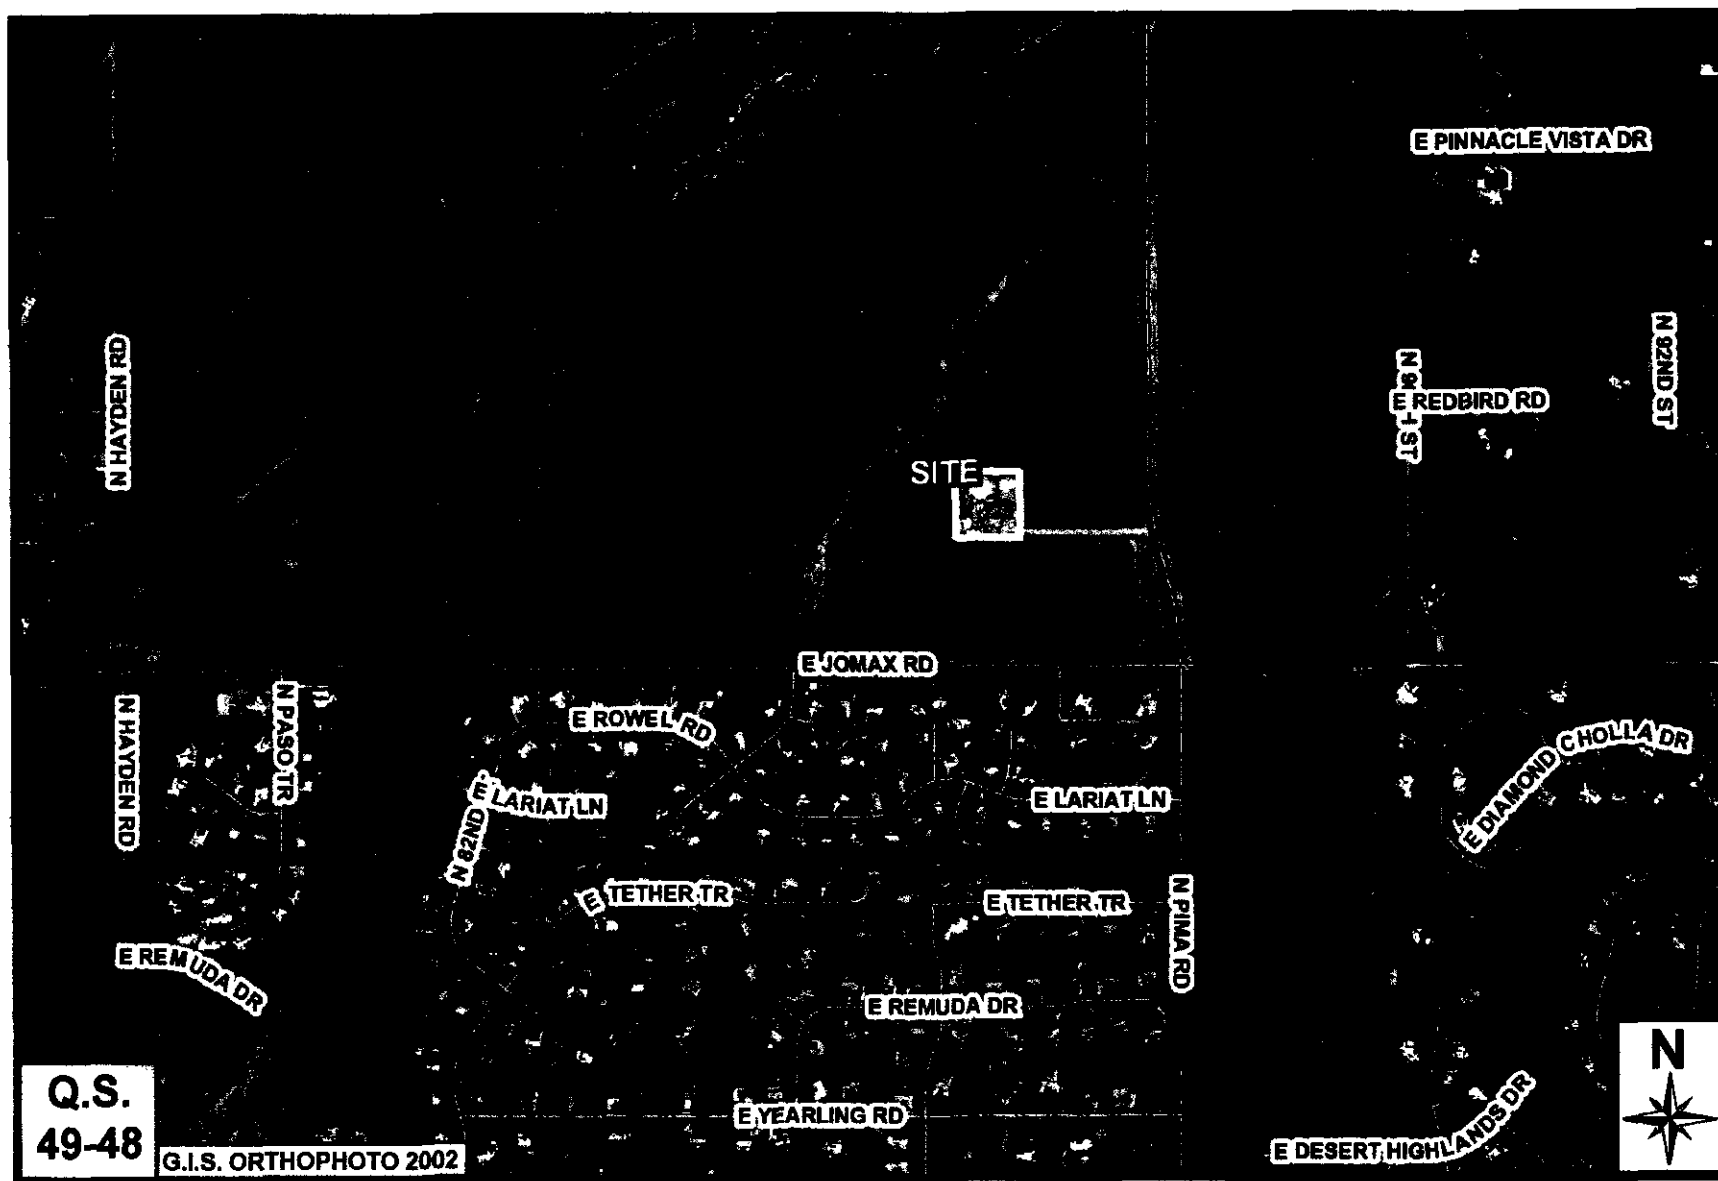 E PINNACLE VISTA DR
N HAYDEN RD
N 92ND ST
E REDBIRD RD
SITE
E JOMAX RD
N HAYDEN RD
N PASO TR
E ROWEL RD
E LARIAT LN
E LARIAT LN
E DIAMOND CHOLLA DR
N 82ND
E TETHER TR
E TETHER TR
N PIMA RD
E REMUDA DR
E REMUDA DR
E YEARLING RD
E DESERT HIGHLANDS DR
N
Q.S.
49-48
G.I.S. ORTHOPHOTO 2002